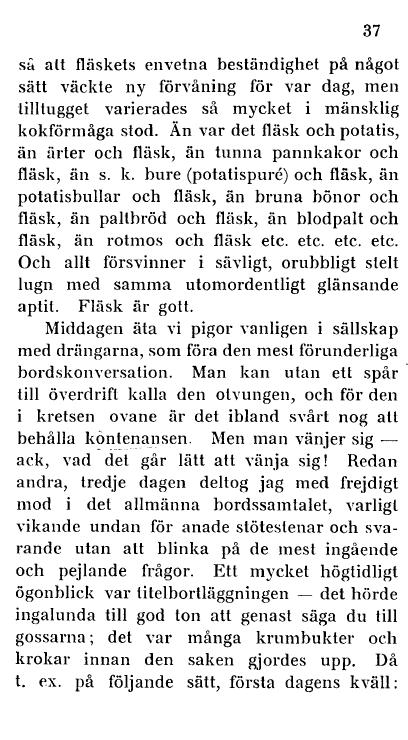 37
så att fläskets envetna beständighet på något
sätt väckte ny förvåning för var dag, men
tilltugget varierades så mycket i mänsklig
kokförmåga stod. Än var det fläsk och potatis,
än ärter och fläsk, än tunna pannkakor och
fläsk, än s. k. bure (potatispuré) och fläsk, än
potatisbullar och fläsk, än bruna bönor och
fläsk, än paltbröd och fläsk, än blodpalt och
fläsk, än rotmos och fläsk etc. etc. etc. etc.
Och allt försvinner i sävligt, orubbligt stelt
lugn med samma utomordentligt glänsande
aptit. Fläsk är gott.
Middagen äta vi pigor vanligen i sällskap
med drängarna, som föra den mest förunderliga
bordskonversation. Man kan utan ett spår
till överdrift kalla den otvungen, och för den
i kretsen ovane är det ibland svårt nog att
behålla kontenansen. Men man vänjer sig —
ack, vad det går lätt att vänja sig! Redan
andra, tredje dagen deltog jag med frejdigt
mod i det allmänna bordssamtalet, varligt
vikande undan för anade stötestenar och sva-
rande utan att blinka på de mest ingående
och pejlande frågor. Ett mycket högtidligt
ögonblick var titelbortläggningen — det hörde
ingalunda till god ton att genast säga du till
gossarna; det var många krumbukter och
krokar innan den saken gjordes upp. Då
t. ex. på följande sätt, första dagens kväll: